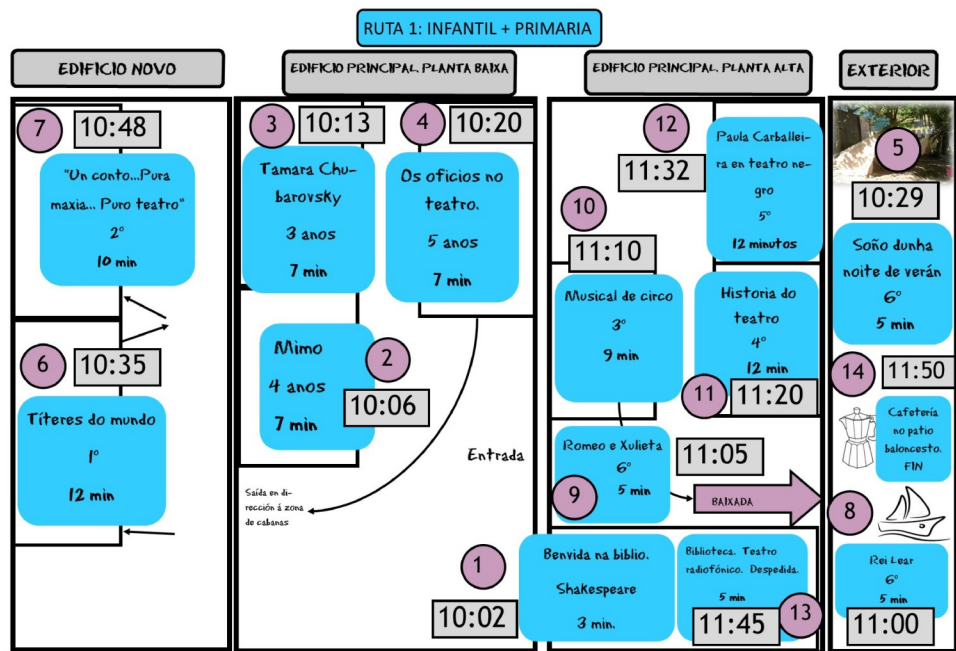 RUTA 1: INFANTIL + PRIMARIA
EDIFICIO NOVO
7
10:48
"Un conto...Pura
maxia... Puro teatro"
2º
10 min
6
10:35
Títeres do mundo
1º
12 min
EDIFICIO PRINCIPAL. PLANTA BAIXA
3
10:13
Tamara Chu-
barovsky
3 anos
7 min
4
10:20
Os oficios no
teatro.
5 anos
7 min
Mimo
4 anos
7 min
2
10:06
Entrada
Saída en di-
rección á zona
de cabanas
EDIFICIO PRINCIPAL. PLANTA ALTA
12
11:32
Paula Carballei-
ra en teatro ne-
gro
5º
12 minutos
10
11:10
Musical de circo
3º
9 min
Historia do
teatro
4º
12 min
11
11:20
Romeo e Xulieta
6º
5 min
9
11:05
BAIXADA
1
10:02
Benvida na biblio.
Shakespeare
3 min.
Biblioteca. Teatro
radiofónico. Despedida.
5 min
11:45
13
EXTERIOR
5
10:29
Soño dunha
noite de verán
6º
5 min
14
11:50
Cafetería
no patio
baloncesto.
FIN
8
Rei Lear
6º
5 min
11:00